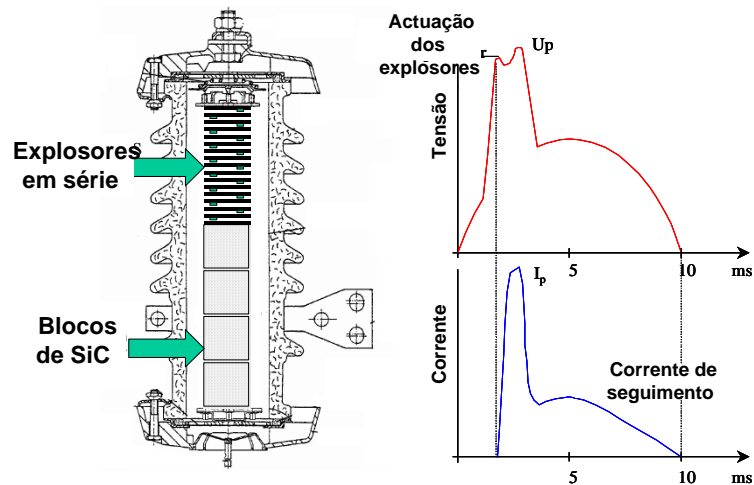 Explosores
em série
Blocos
de SiC
Actuação
dos
explosores
r
Up
Tensão
5
10
ms
Ip
Corrente
Corrente de
seguimento
5
10
ms